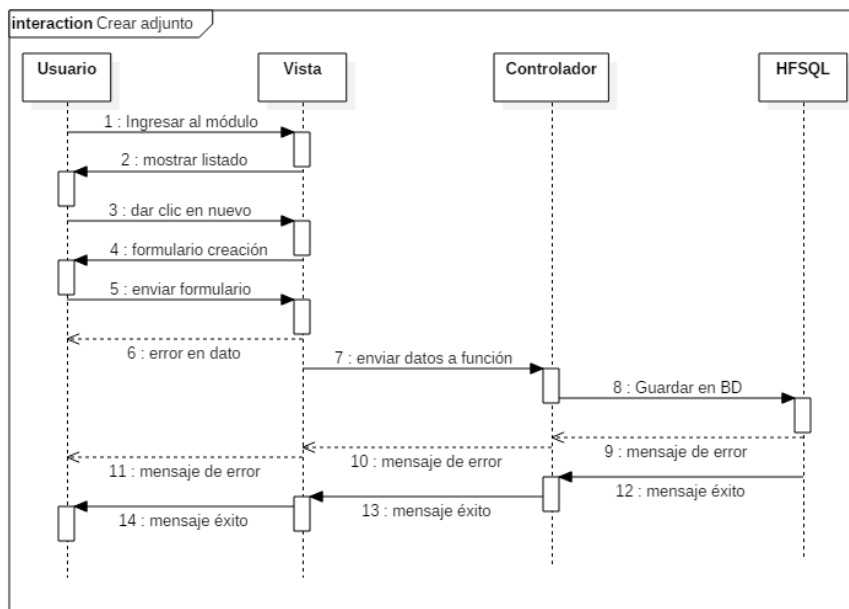 interaction Crear adjunto
Usuario
Vista
Controlador
HFSQL
1 : Ingresar al módulo
2 : mostrar listado
3 : dar clic en nuevo
4 : formulario creación
5 : enviar formulario
6 : error en dato
7 : enviar datos a función
8 : Guardar en BD
9 : mensaje de error
10 : mensaje de error
11 : mensaje de error
12 : mensaje éxito
13 : mensaje éxito
14 : mensaje éxito